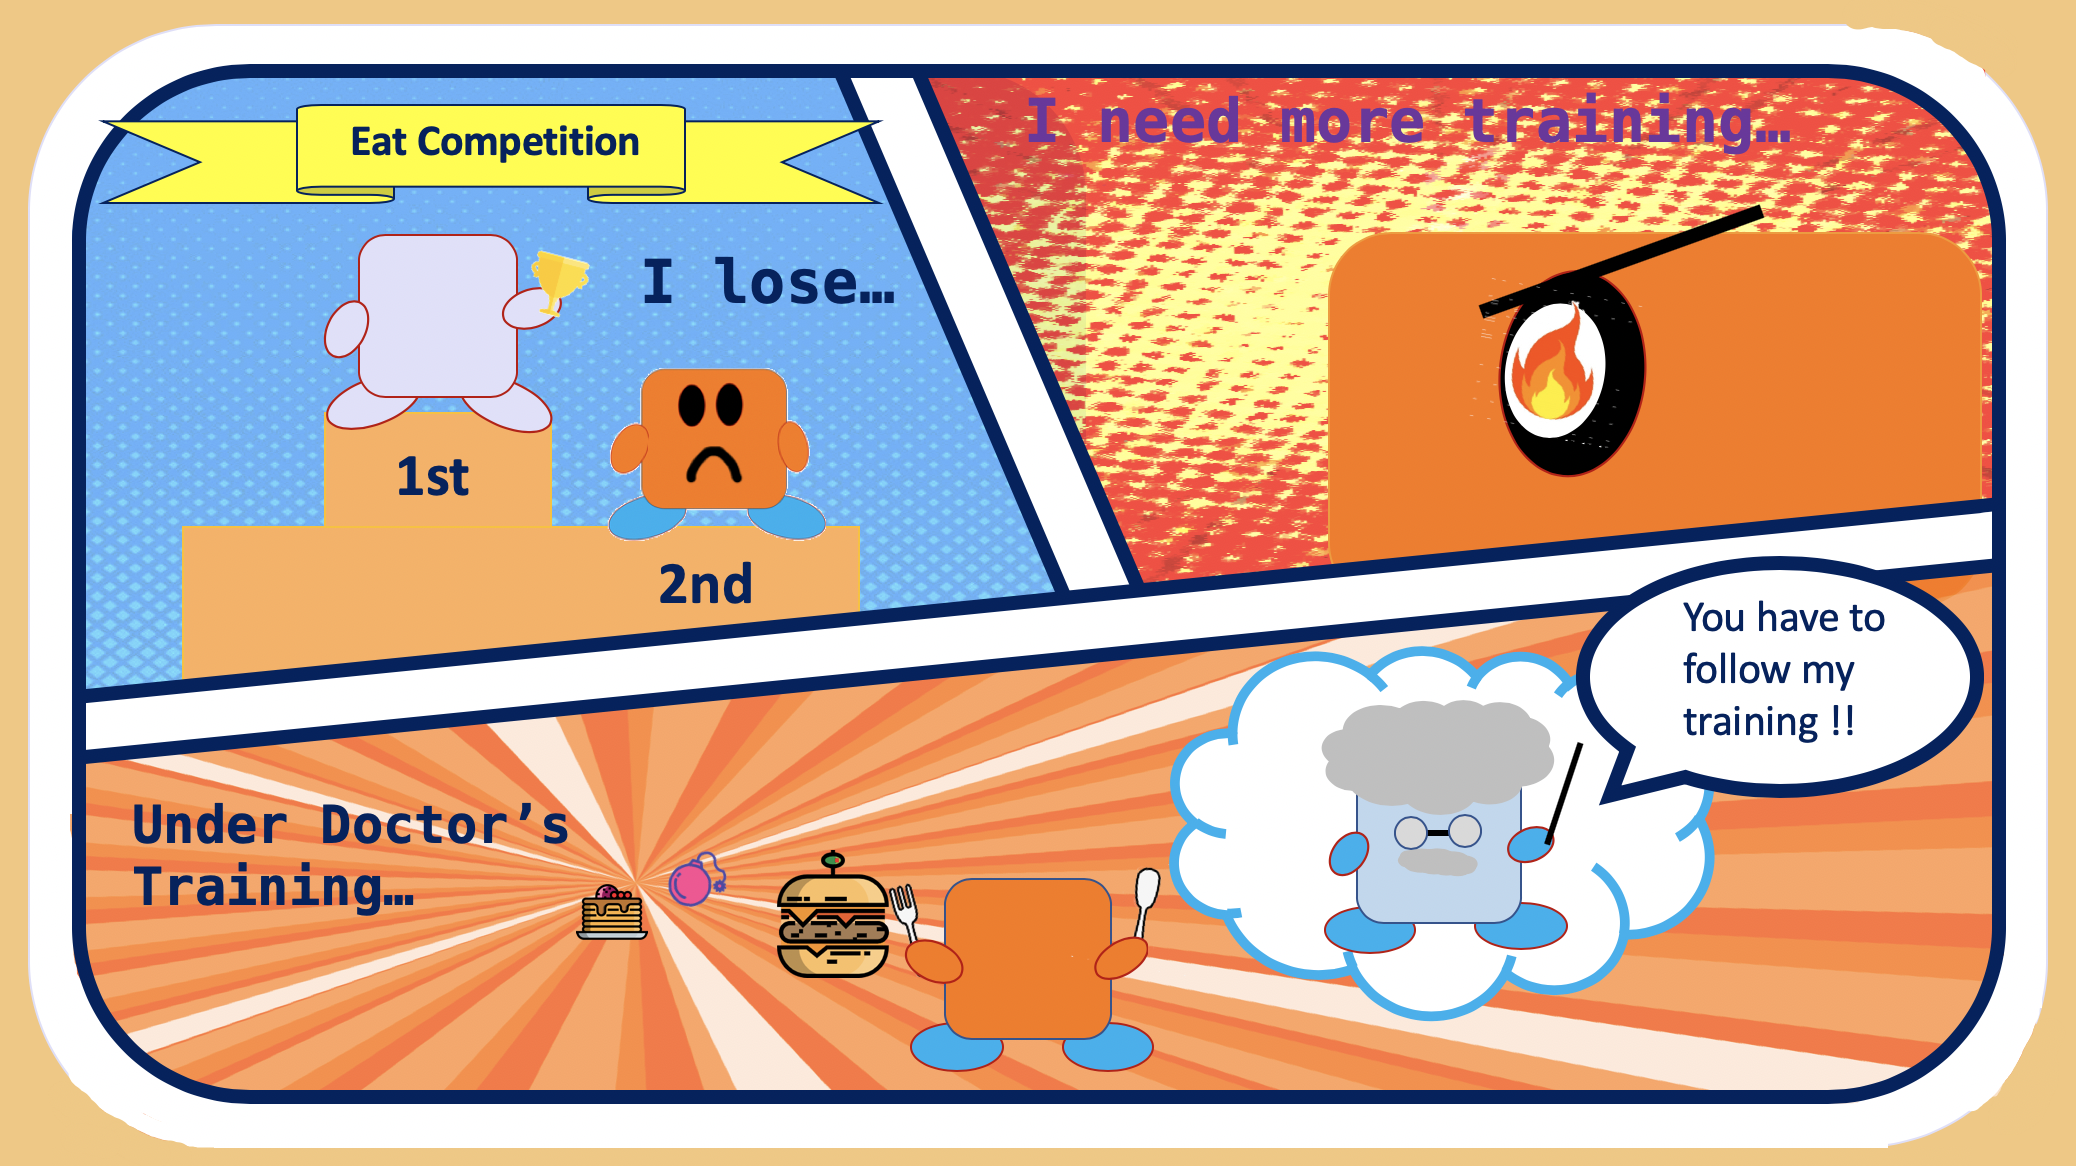 Eat Competition
I lose…
1st
2nd
I need more training…
You have to
follow my
training !!
Under Doctor’s
Training…